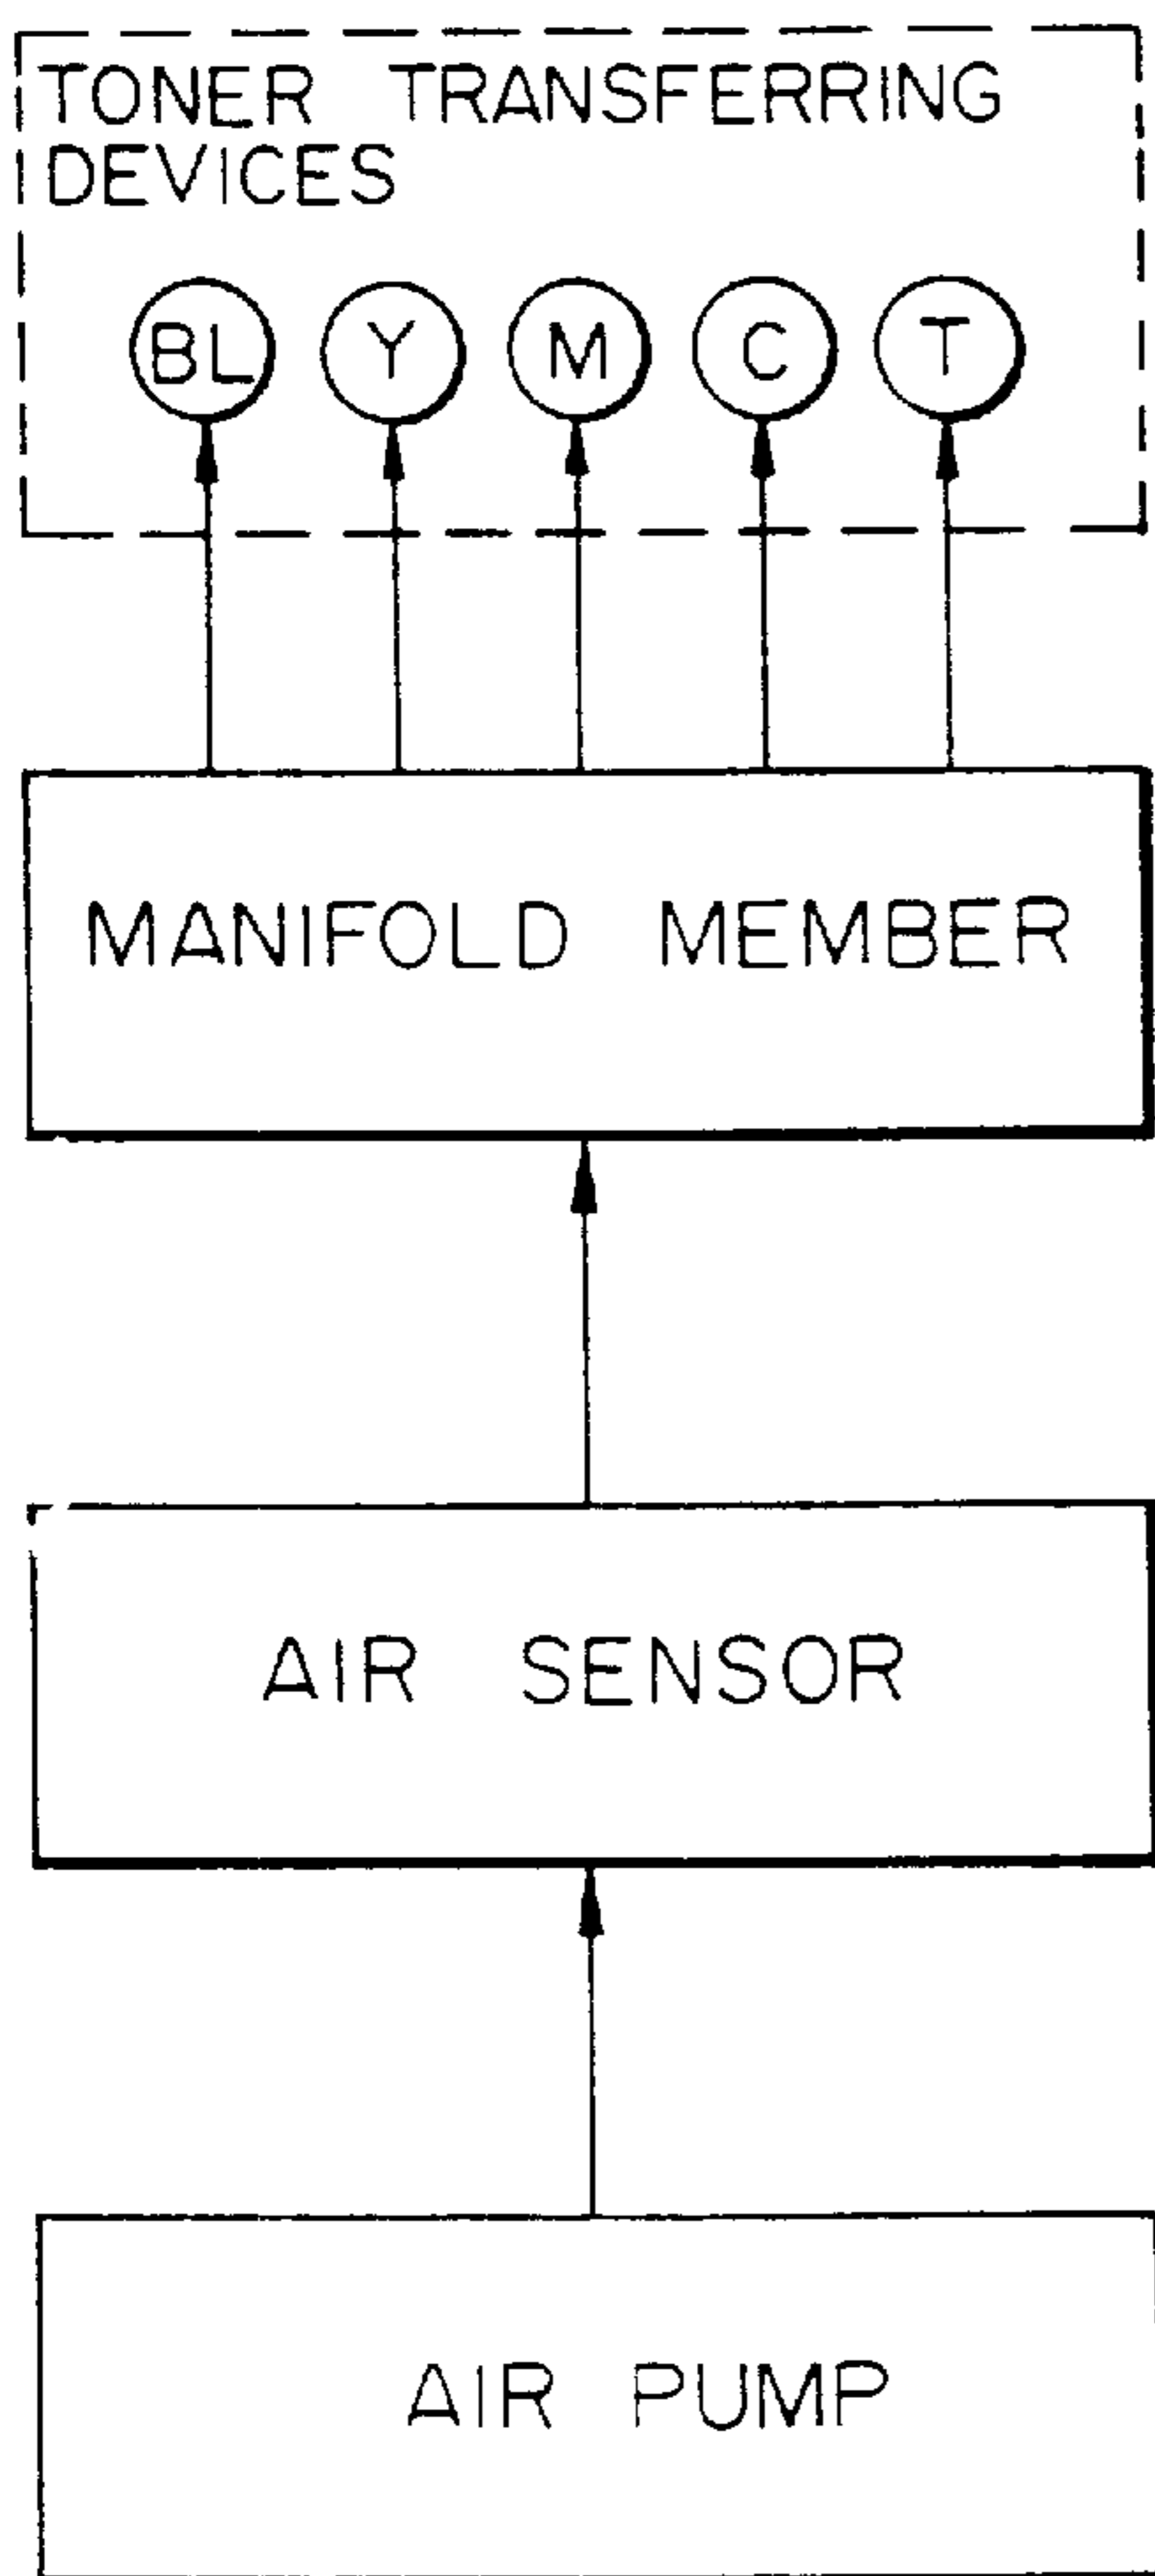 TONER TRANSFERRING
DEVICES
BL Y M C T
MANIFOLD MEMBER
AIR SENSOR
AIR PUMP